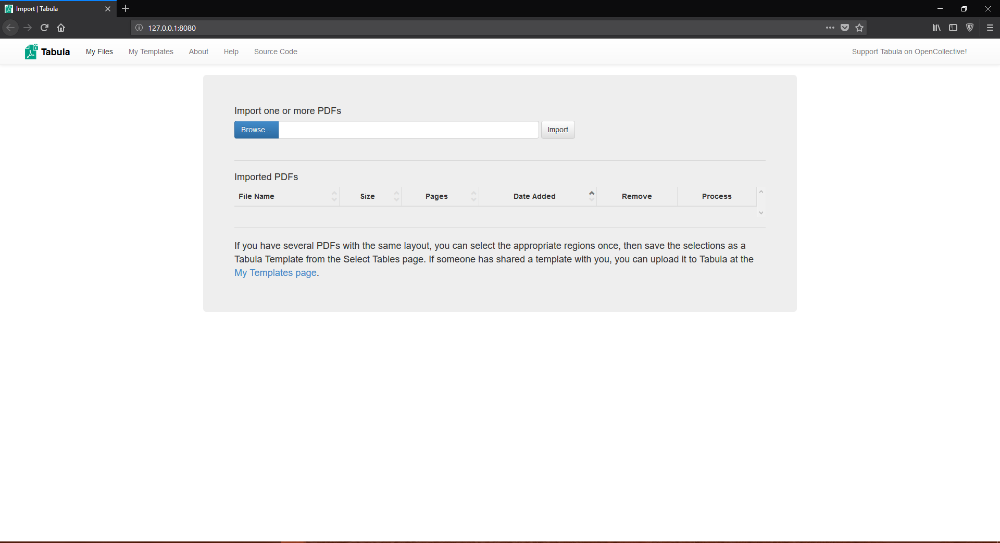 Import | Tabula
127.0.0.1:8080
Tabula My Files My Templates About Help Source Code Support Tabula on OpenCollective!
Import one or more PDFs
Browse... Import
Imported PDFs
File Name Size Pages Date Added Remove Process
If you have several PDFs with the same layout, you can select the appropriate regions once, then save the selections as a
Tabula Template from the Select Tables page. If someone has shared a template with you, you can upload it to Tabula at the
My Templates page.